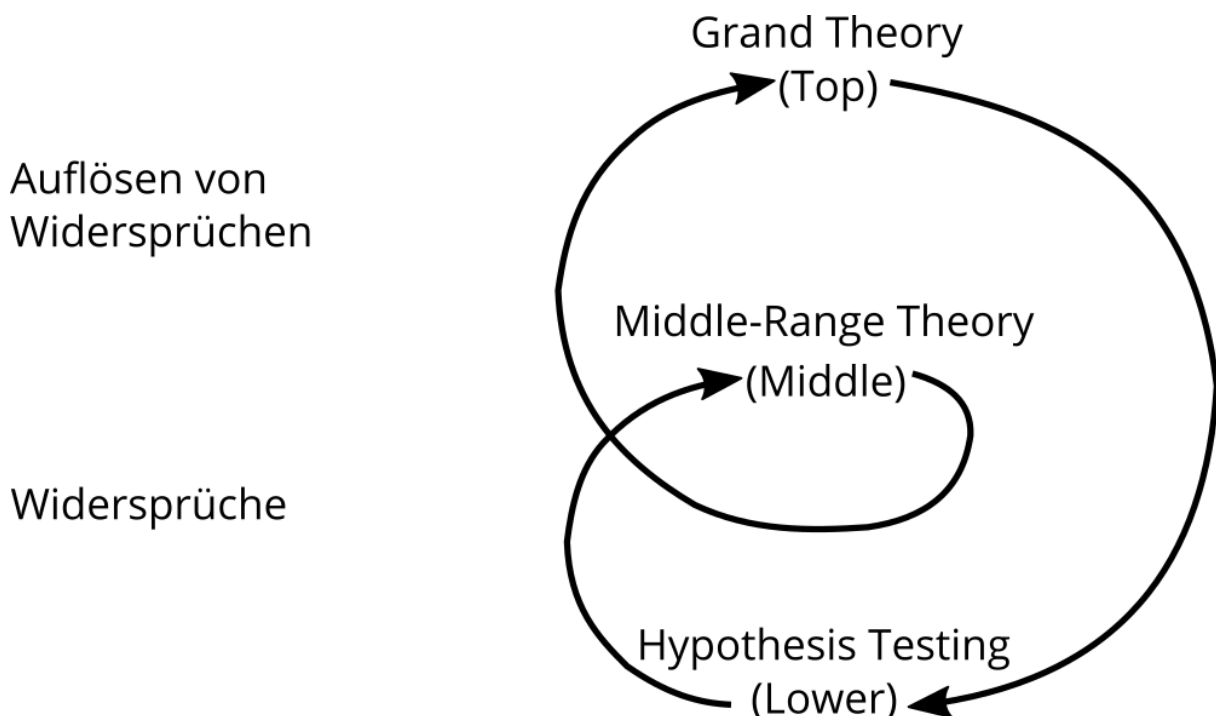 Grand Theory
(Top)
Auflösen von
Widersprüchen
Middle-Range Theory
(Middle)
Widersprüche
Hypothesis Testing
(Lower)